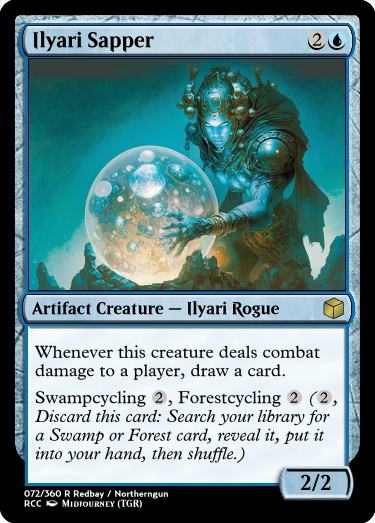 Ilyari Sapper 2
Artifact Creature — Ilyari Rogue
Whenever this creature deals combat
damage to a player, draw a card.
Swampcycling 2, Forestcycling 2 (2,
Discard this card: Search your library for
a Swamp or Forest card, reveal it, put it
into your hand, then shuffle.)
2/2
072/360 R Redbay / Northerngun
RCC Midjourney (TGR)